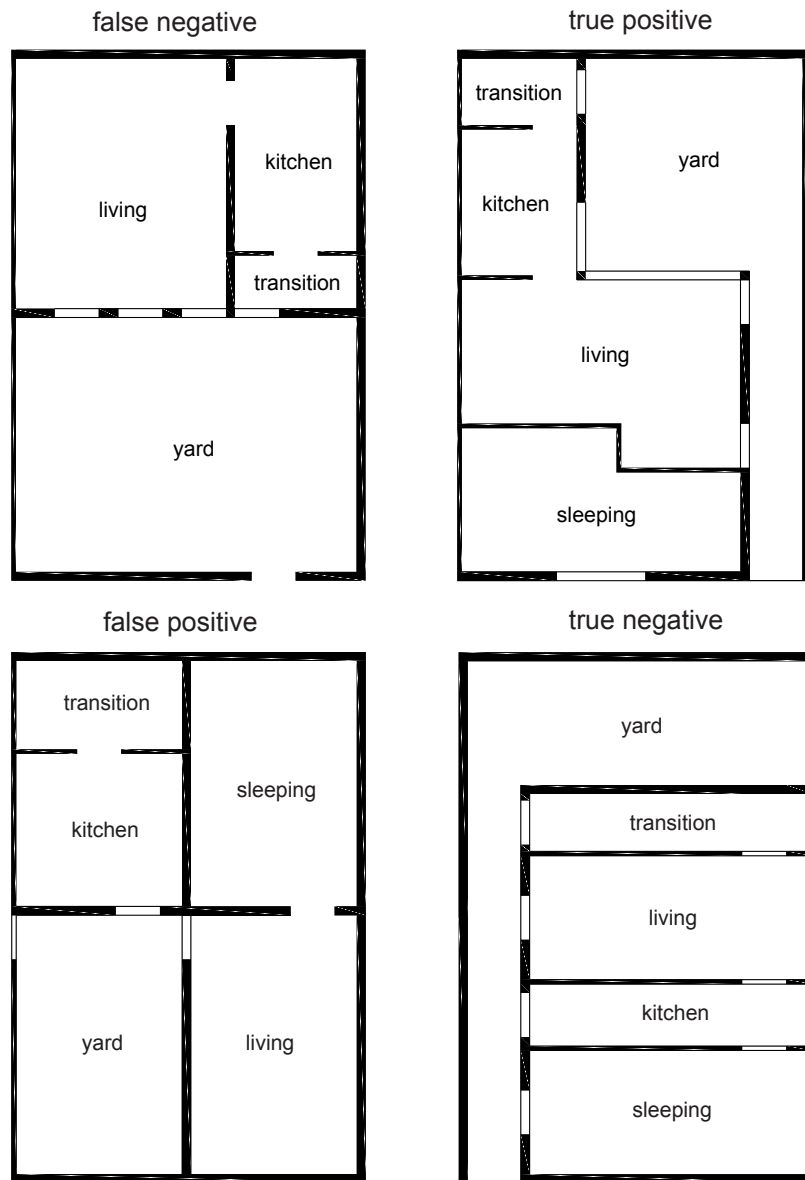 false negative
living
kitchen
transition
yard
true positive
transition
yard
kitchen
living
sleeping
false positive
transition
sleeping
kitchen
yard
living
true negative
yard
transition
living
kitchen
sleeping